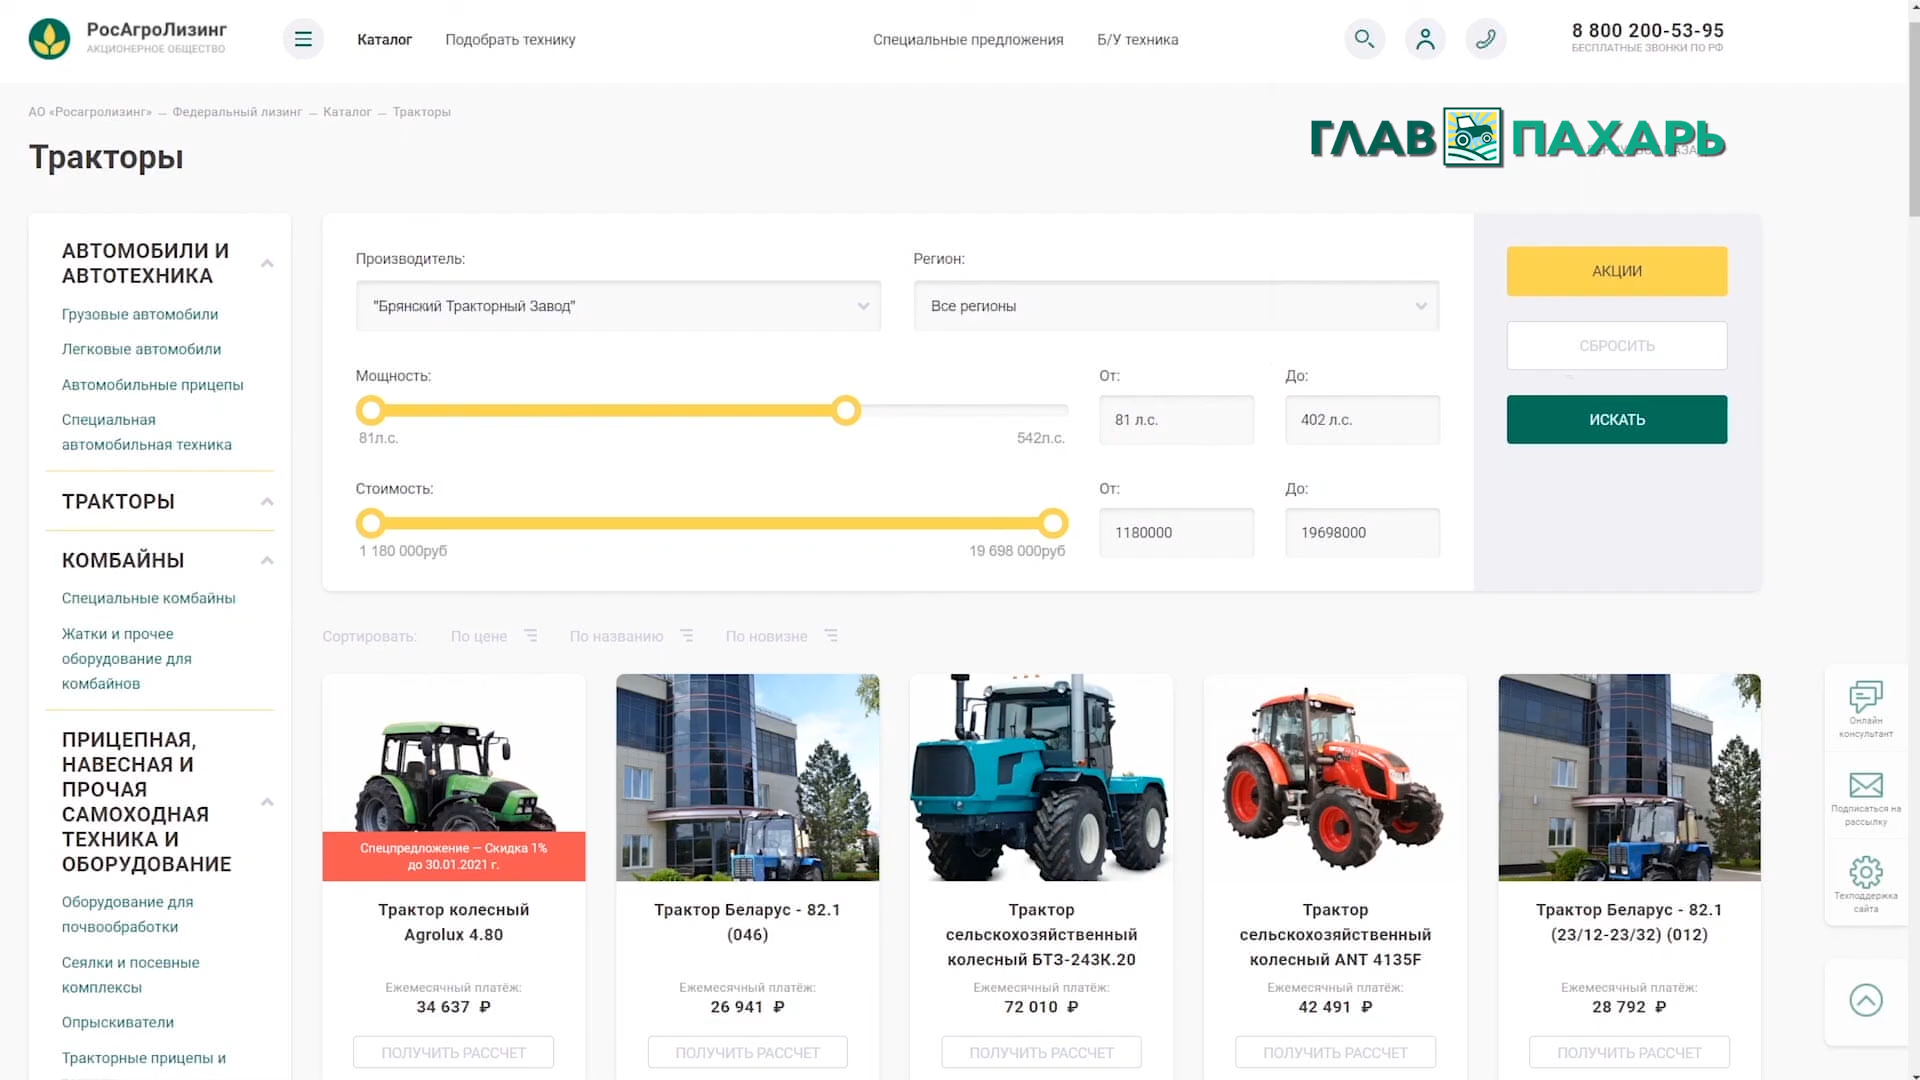 РосАгроЛизинг
АКЦИОНЕРНОЕ ОБЩЕСТВО
Каталог
Подобрать технику
Специальные предложения
Б/У техника
8 800 200-53-95
БЕСПЛАТНЫЕ ЗВОНКИ ПО РФ
АО «Росагролизинг» — Федеральный лизинг — Каталог — Тракторы
Тракторы
ГЛАВ ПАХАРЬ
АВТОМОБИЛИ И
АВТОТЕХНИКА
Грузовые автомобили
Легковые автомобили
Автомобильные прицепы
Специальная
автомобильная техника
ТРАКТОРЫ
КОМБАЙНЫ
Специальные комбайны
Жатки и прочее
оборудование для
комбайнов
ПРИЦЕПНАЯ,
НАВЕСНАЯ И
ПРОЧАЯ
САМОХОДНАЯ
ТЕХНИКА И
ОБОРУДОВАНИЕ
Оборудование для
почвообработки
Сеялки и посевные
комплексы
Опрыскиватели
Тракторные прицепы и
Производитель:
"Брянский Тракторный Завод"
Регион:
Все регионы
Мощность:
81л.с.
542л.с.
От:
81 л.с.
До:
402 л.с.
Стоимость:
1 180 000руб
19 698 000руб
От:
1180000
До:
19698000
АКЦИИ
СБРОСИТЬ
ИСКАТЬ
Сортировать:
По цене
По названию
По новизне
Спецпредложение — Скидка 1%
до 30.01.2021 г.
Трактор колесный
Agrolux 4.80
Ежемесячный платёж:
34 637 ₽
ПОЛУЧИТЬ РАССЧЕТ
Трактор Беларус - 82.1
(046)
Ежемесячный платёж:
26 941 ₽
ПОЛУЧИТЬ РАССЧЕТ
Трактор
сельскохозяйственный
колесный БТЗ-243К.20
Ежемесячный платёж:
72 010 ₽
ПОЛУЧИТЬ РАССЧЕТ
Трактор
сельскохозяйственный
колесный ANT 4135F
Ежемесячный платёж:
42 491 ₽
ПОЛУЧИТЬ РАССЧЕТ
Трактор Беларус - 82.1
(23/12-23/32) (012)
Ежемесячный платёж:
28 792 ₽
ПОЛУЧИТЬ РАССЧЕТ
Онлайн
консультант
Подписаться на
рассылку
Техподдержка
сайта